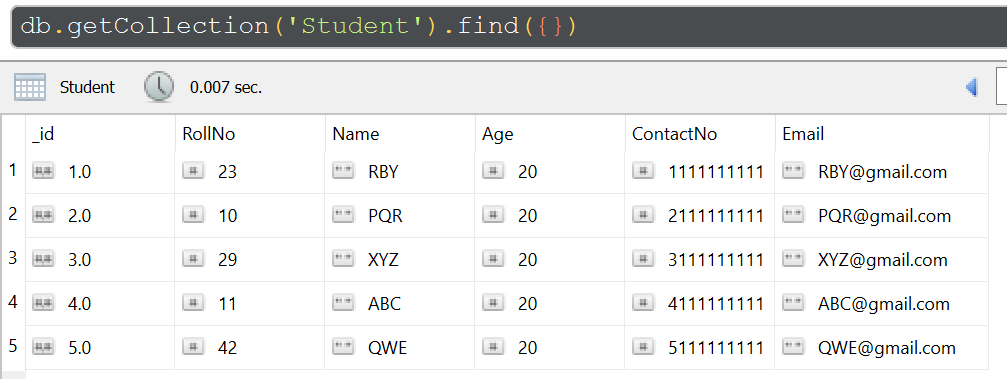 db.getCollection('Student').find({})
Student 0.007 sec.
_id RollNo Name Age ContactNo Email
1 1.0 23 RBY 20 1111111111 RBY@gmail.com
2 2.0 10 PQR 20 2111111111 PQR@gmail.com
3 3.0 29 XYZ 20 3111111111 XYZ@gmail.com
4 4.0 11 ABC 20 4111111111 ABC@gmail.com
5 5.0 42 QWE 20 5111111111 QWE@gmail.com